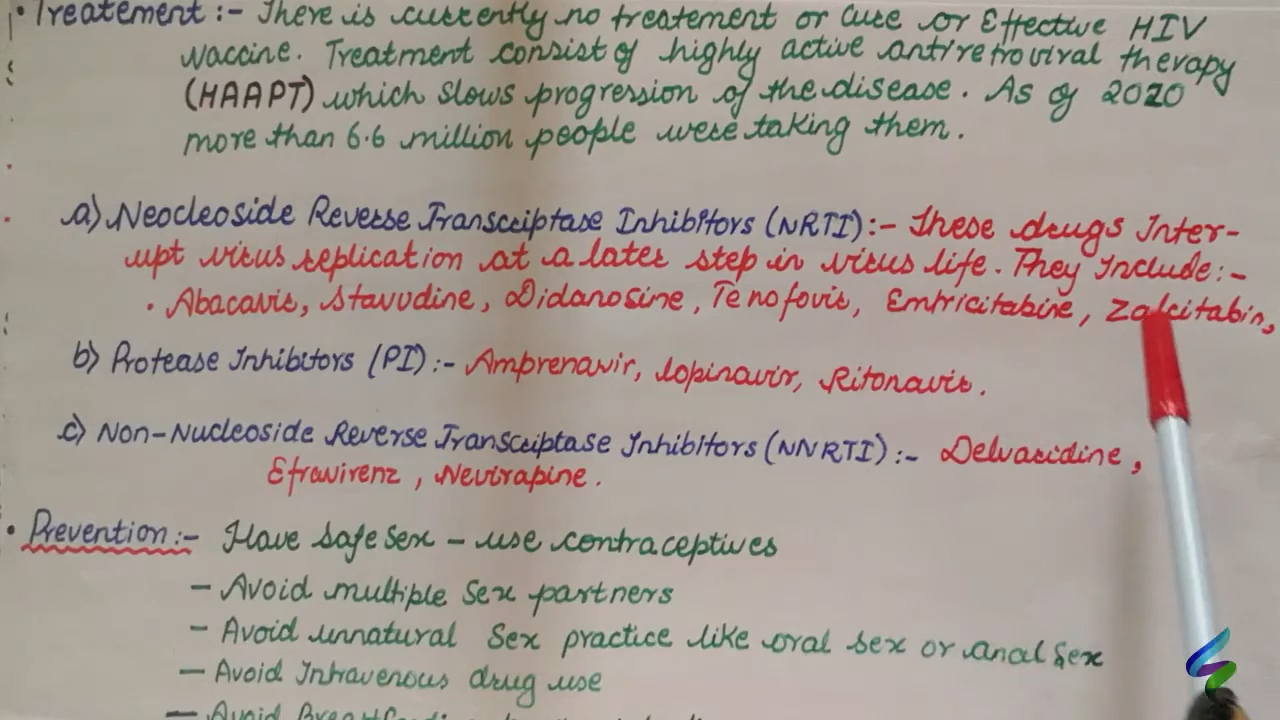 • Treatement :- There is currently no treatement or cure or Effective HIV
vaccine. Treatment consist of highly active antiretroviral therapy
(HAAPT) which slows progression of the disease. As of 2020
more than 6.6 million people were taking them.
a) Neocleoside Reverse Transcriptase Inhibitors (NRTI) :- These drugs Inter-
upt virus replication at a later step in virus life. They Include:-
• Abacavir, Stavudine, Didanosine, Tenofovir, Emtricitabine, Zalcitabin,
b) Protease Inhibitors (PI) :- Amprenavir, lopinavir, Ritonavir.
c) Non-Nucleoside Reverse Transcriptase Inhibitors (NNRTI) :- Delvaridine,
Efravirenz, Nevirapine.
• Prevention :- Have safe sex - use contraceptives
- Avoid multiple sex partners
- Avoid unnatural sex practice like oral sex or anal sex
- Avoid Intravenous drug use
- Avoid